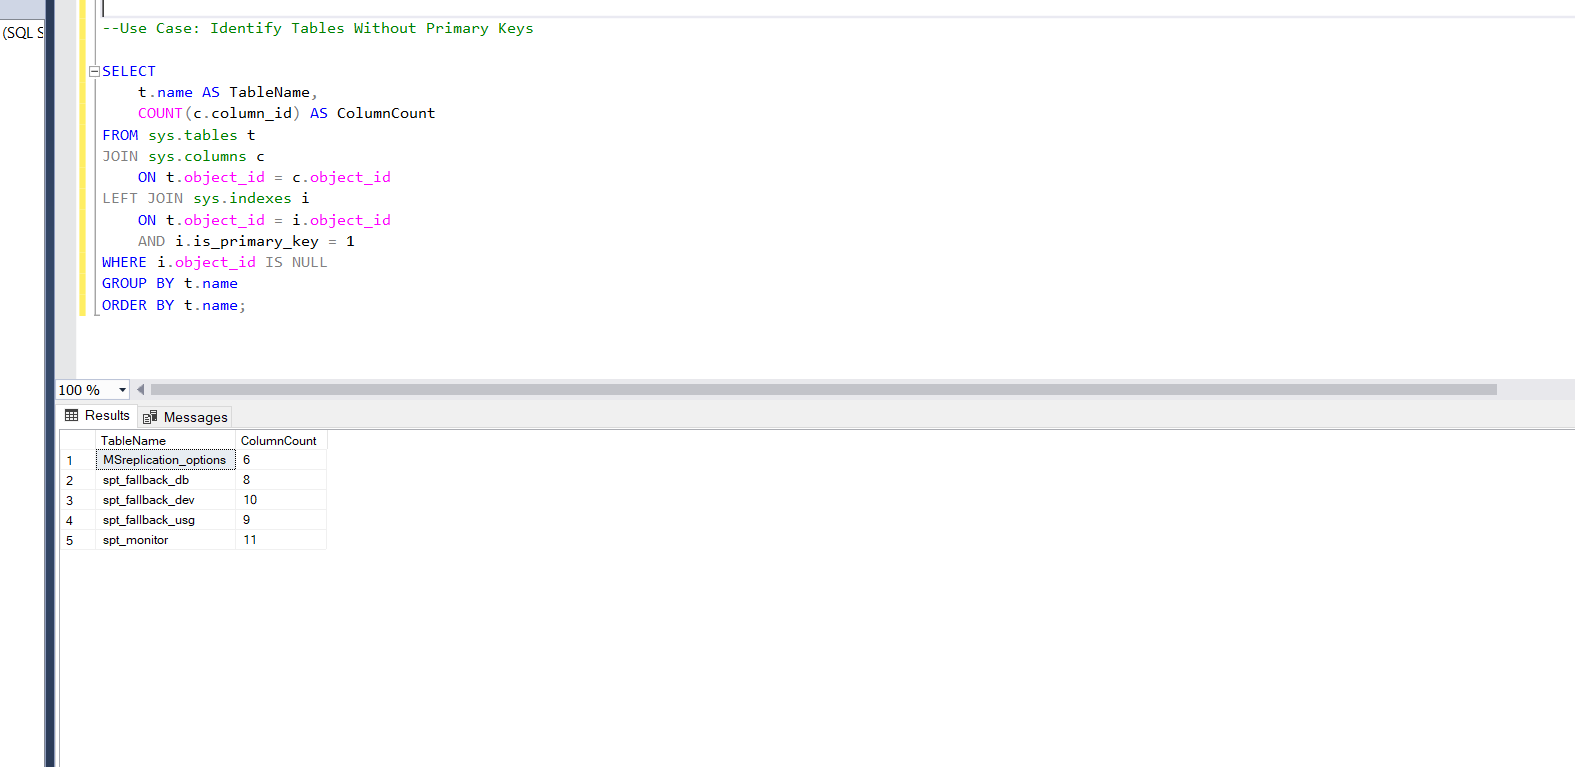 (SQL S
--Use Case: Identify Tables Without Primary Keys
SELECT
t.name AS TableName,
COUNT(c.column_id) AS ColumnCount
FROM sys.tables t
JOIN sys.columns c
ON t.object_id = c.object_id
LEFT JOIN sys.indexes i
ON t.object_id = i.object_id
AND i.is_primary_key = 1
WHERE i.object_id IS NULL
GROUP BY t.name
ORDER BY t.name;
100 %
Results Messages
TableName ColumnCount
1 MSreplication_options 6
2 spt_fallback_db 8
3 spt_fallback_dev 10
4 spt_fallback_usg 9
5 spt_monitor 11